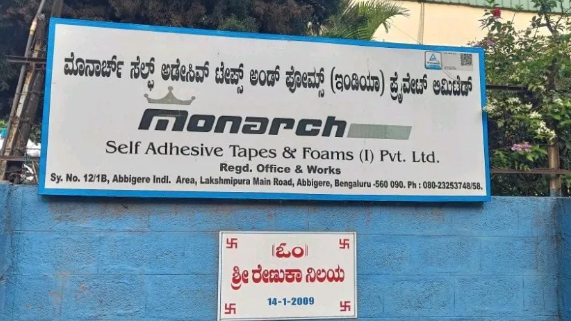 ಮೊನಾರ್ಚ್ ಸೆಲ್ಫ್ ಅಡೇಸಿವ್ ಟೇಪ್ಸ್ ಅಂಡ್ ಫೋಮ್ಸ್ (ಇಂಡಿಯಾ) ಪ್ರೈವೇಟ್ ಲಿಮಿಟೆಡ್
Monarch
Self Adhesive Tapes & Foams (I) Pvt. Ltd.
Regd. Office & Works
Sy. No. 12/1B, Abbigere Indl. Area, Lakshmipura Main Road, Abbigere, Bengaluru -560 090. Ph : 080-23253748/58.
(ಓಂ)
ಶ್ರೀ ರೇಣುಕಾ ನಿಲಯ
14-1-2009